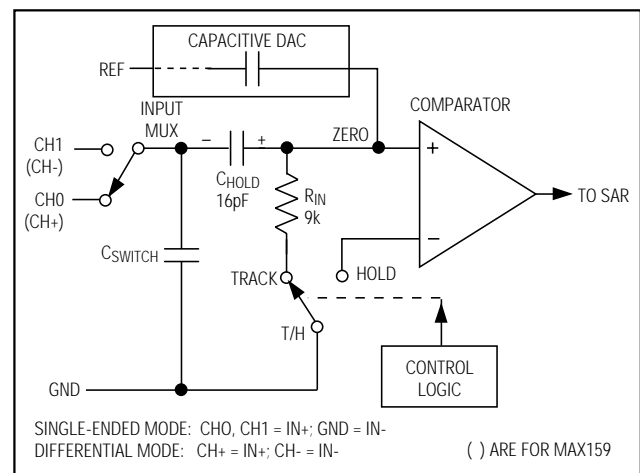 CAPACITIVE DAC
REF
INPUT
MUX
COMPARATOR
CH1
(CH-)
−
+
ZERO
+
CHOLD
16pF
RIN
9k
TO SAR
CH0
(CH+)
−
CSWITCH
HOLD
TRACK
T/H
CONTROL
LOGIC
GND
SINGLE-ENDED MODE: CHO, CH1 = IN+; GND = IN-
DIFFERENTIAL MODE: CH+ = IN+; CH- = IN-
( ) ARE FOR MAX159